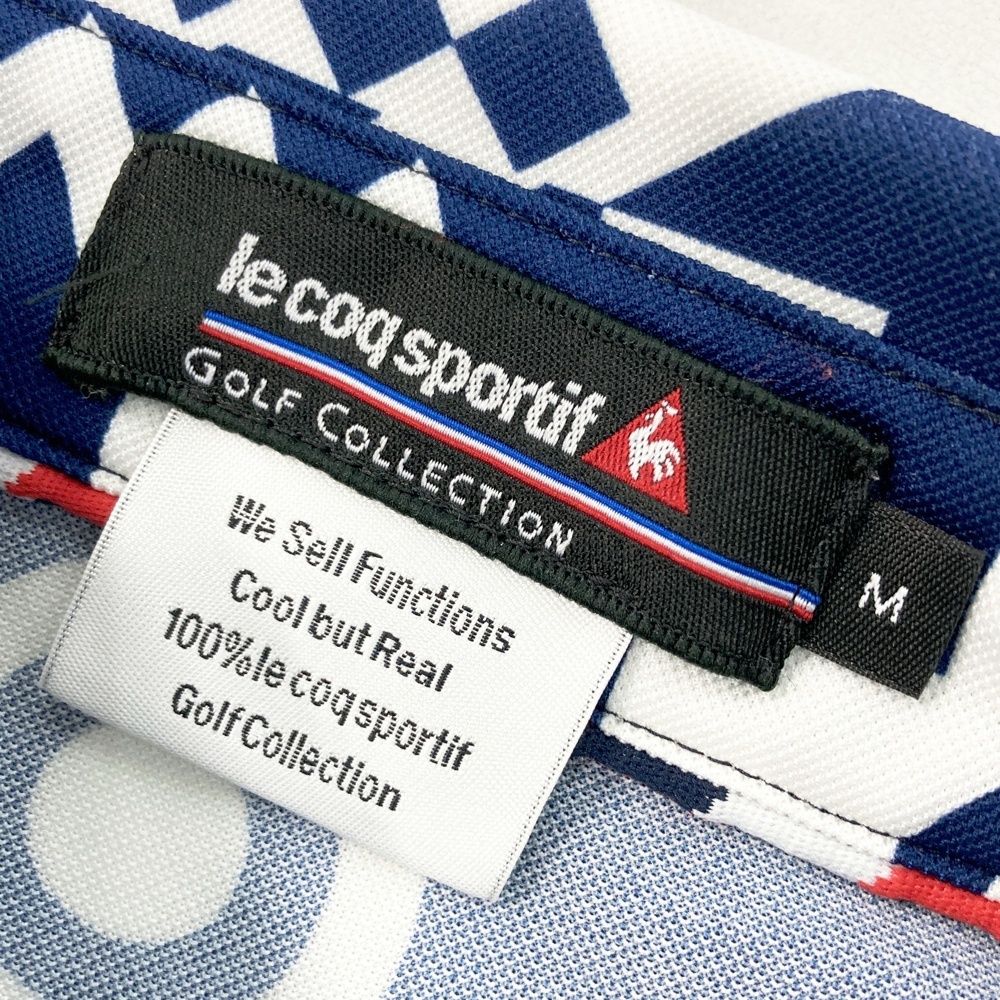 le coq sportif
GOLF COLLECTION
M
We Sell Functions
Cool but Real
100% le coq sportif
Golf Collection